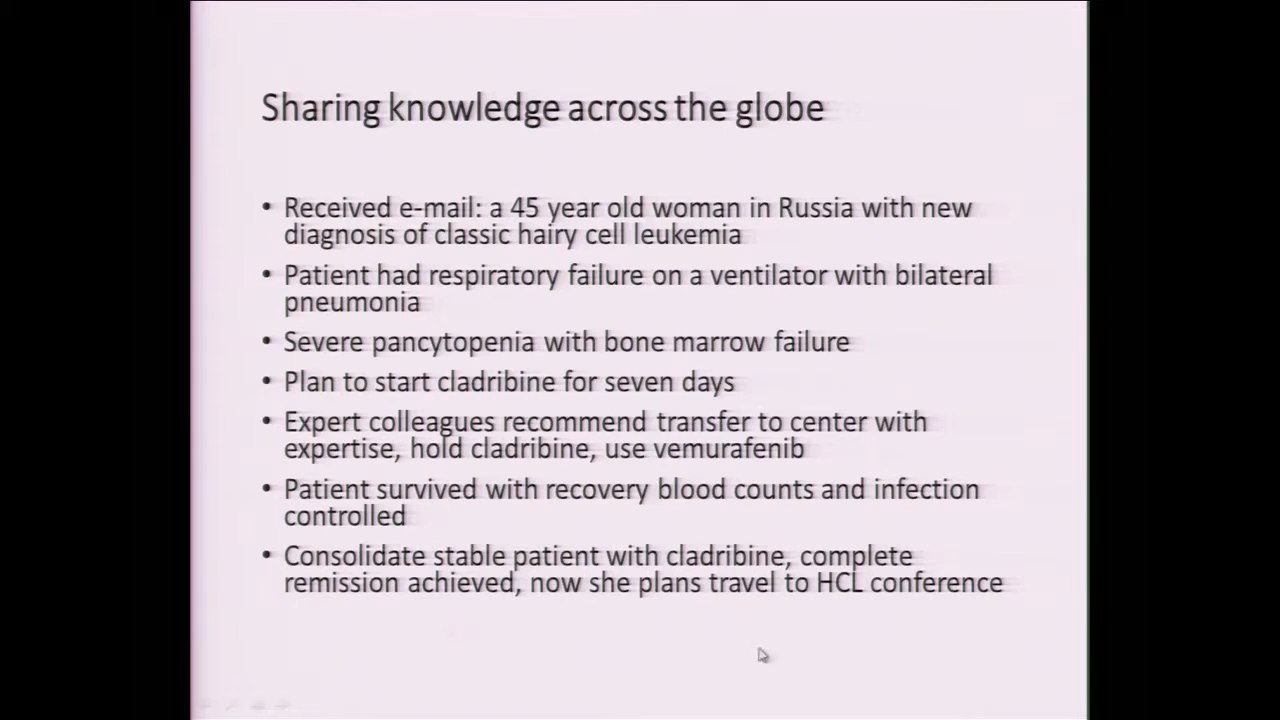 Sharing knowledge across the globe
• Received e-mail: a 45 year old woman in Russia with new
diagnosis of classic hairy cell leukemia
• Patient had respiratory failure on a ventilator with bilateral
pneumonia
• Severe pancytopenia with bone marrow failure
• Plan to start cladribine for seven days
• Expert colleagues recommend transfer to center with
expertise, hold cladribine, use vemurafenib
• Patient survived with recovery blood counts and infection
controlled
• Consolidate stable patient with cladribine, complete
remission achieved, now she plans travel to HCL conference